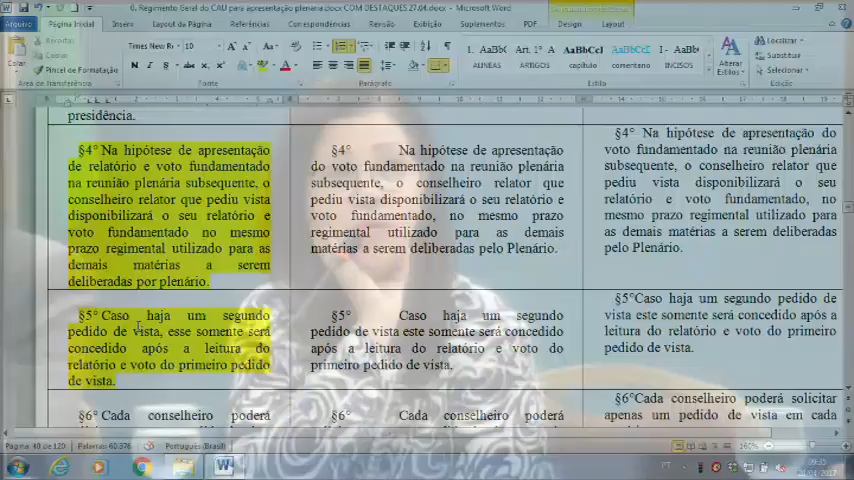 0. Regimento Geral do CAU para apresentação plenaria.docx COM DESTAQUES 27.04.docx - Microsoft Word
Arquivo Página Inicial Inserir Layout da Página Referências Correspondências Revisão Exibição Suplementos PDF Design Layout
Colar
Recortar
Copiar
Pincel de Formatação
Times New R 10
ALINEAS ARTIGOS capítulo comentario INCISOS
Alterar Estilos
Localizar
Substituir
Selecionar
Área de Transferência Fonte Parágrafo Estilo Edição
presidência.
§4° Na hipótese de apresentação
de relatório e voto fundamentado
na reunião plenária subsequente, o
conselheiro relator que pediu vista
disponibilizará o seu relatório e
voto fundamentado no mesmo
prazo regimental utilizado para as
demais matérias a serem
deliberadas por plenário.
§4° Na hipótese de apresentação
do voto fundamentado na reunião plenária
subsequente, o conselheiro relator que
pediu vista disponibilizará o seu relatório e
voto fundamentado, no mesmo prazo
regimental utilizado para as demais
matérias a serem deliberadas pelo Plenário.
§4° Na hipótese de apresentação do
voto fundamentado na reunião plenária
subsequente, o conselheiro relator que
pediu vista disponibilizará o seu
relatório e voto fundamentado, no
mesmo prazo regimental utilizado para
as demais matérias a serem deliberadas
pelo Plenário.
§5° Caso haja um segundo
pedido de vista, esse somente será
concedido após a leitura do
relatório e voto do primeiro pedido
de vista.
§5° Caso haja um segundo
pedido de vista este somente será concedido
após a leitura do relatório e voto do
primeiro pedido de vista.
§5°Caso haja um segundo pedido de
vista este somente será concedido após a
leitura do relatório e voto do primeiro
pedido de vista.
§6° Cada conselheiro poderá
§6° Cada conselheiro poderá
§6°Cada conselheiro poderá solicitar
apenas um pedido de vista em cada
Página: 40 de 120 Palavras: 60.376 Português (Brasil) 160%
PT 09:35